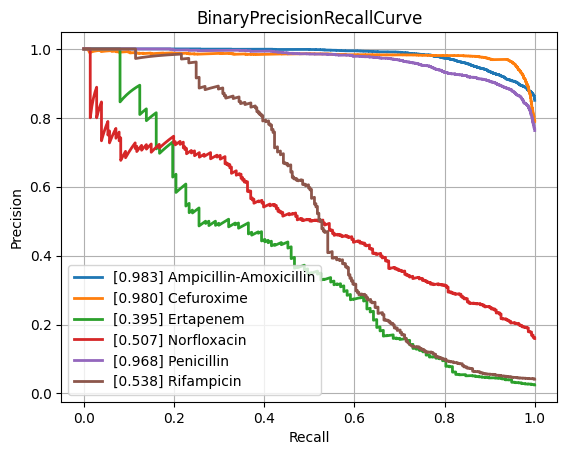 BinaryPrecisionRecallCurve
Precision
1.0
0.8
0.6
0.4
0.2
0.0
[0.983] Ampicillin-Amoxicillin
[0.980] Cefuroxime
[0.395] Ertapenem
[0.507] Norfloxacin
[0.968] Penicillin
[0.538] Rifampicin
0.0 0.2 0.4 0.6 0.8 1.0
Recall